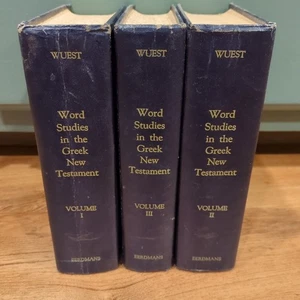 WUEST
Word
Studies
in the
Greek
New
Testament
VOLUME
I
EERDMANS
WUEST
Word
Studies
in the
Greek
New
Testament
VOLUME
III
EERDMANS
WUEST
Word
Studies
in the
Greek
New
Testament
VOLUME
II
EERDMANS